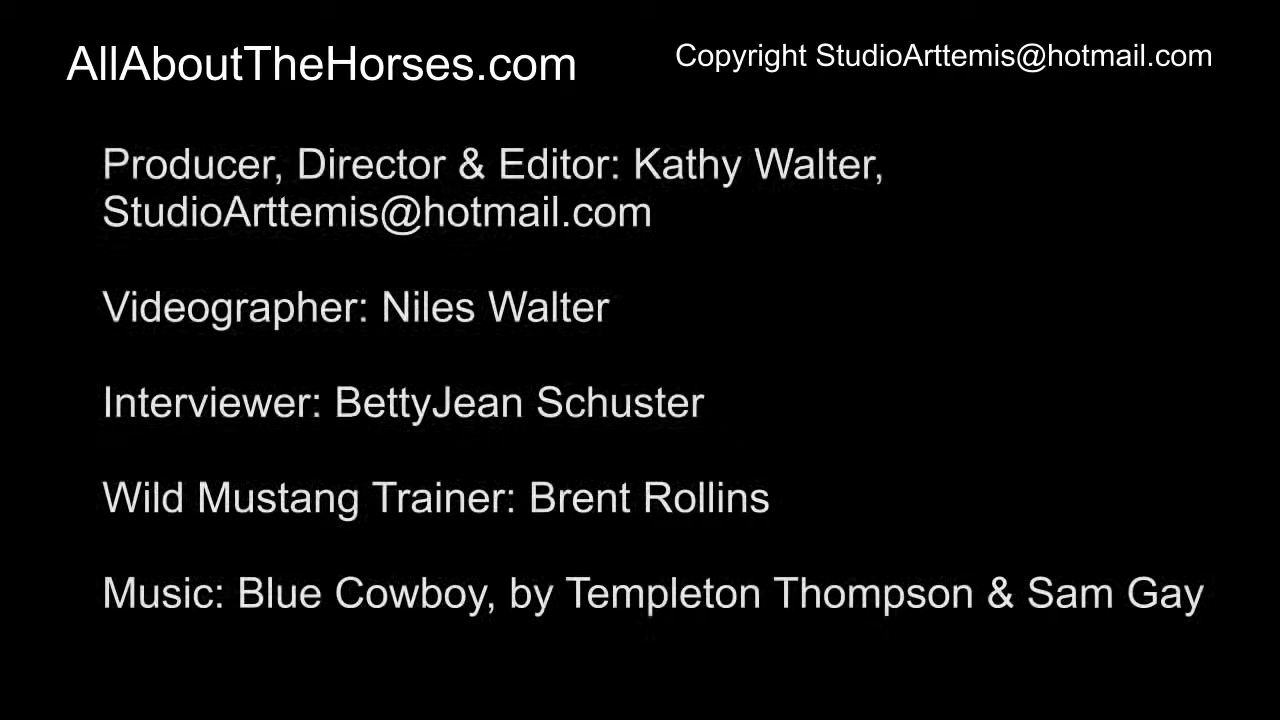 AllAboutTheHorses.com
Copyright StudioArttemis@hotmail.com
Producer, Director & Editor: Kathy Walter,
StudioArttemis@hotmail.com
Videographer: Niles Walter
Interviewer: BettyJean Schuster
Wild Mustang Trainer: Brent Rollins
Music: Blue Cowboy, by Templeton Thompson & Sam Gay